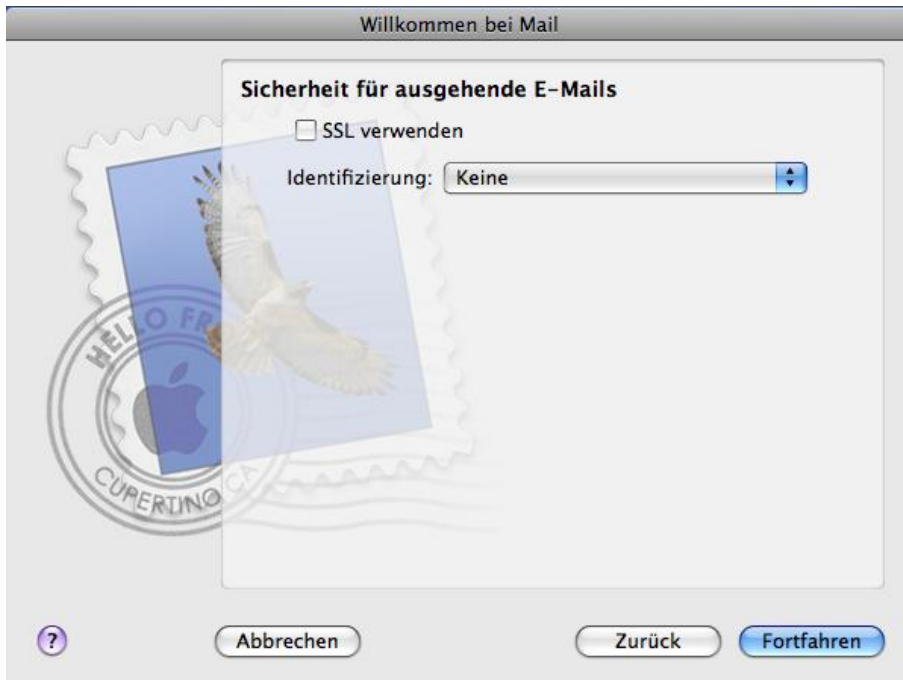 Willkommen bei Mail
Sicherheit für ausgehende E-Mails
SSL verwenden
Identifizierung: Keine
HELLO FR
CUPERTINO CA
?
Abbrechen
Zurück
Fortfahren